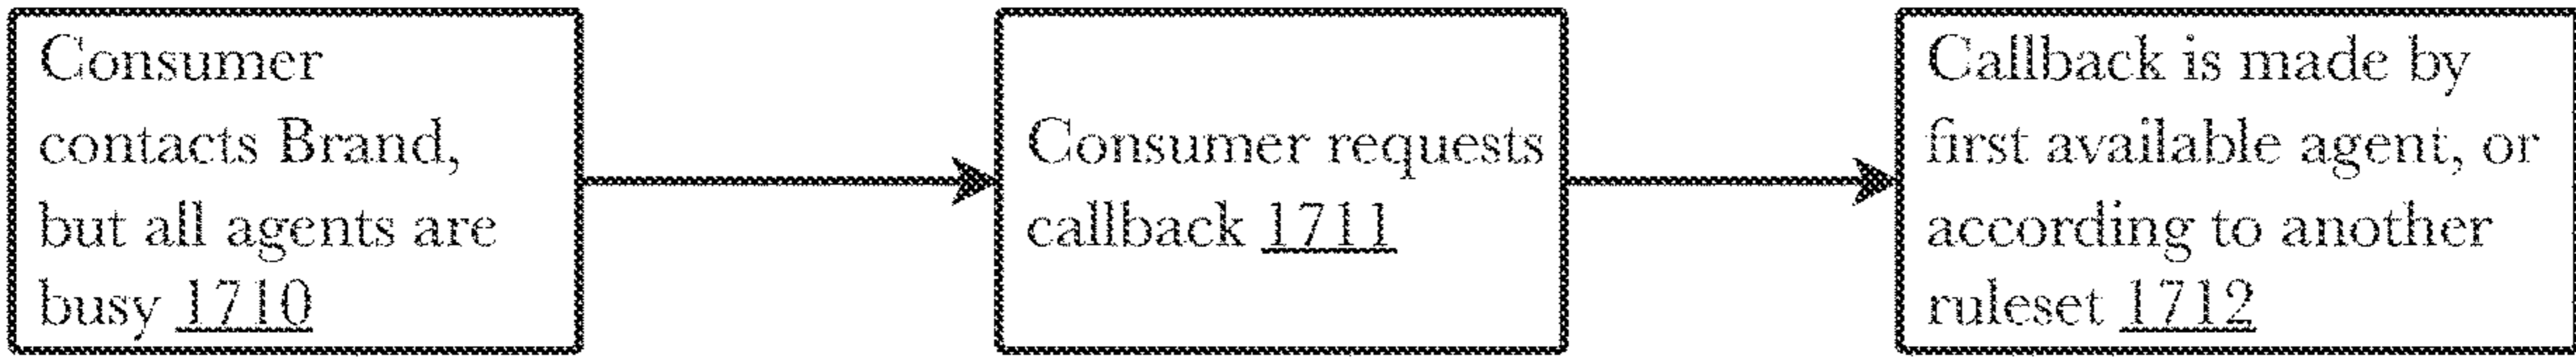 Consumer
contacts Brand,
but all agents are
busy 1710
Consumer requests
callback 1711
Callback is made by
first available agent, or
according to another
ruleset 1712